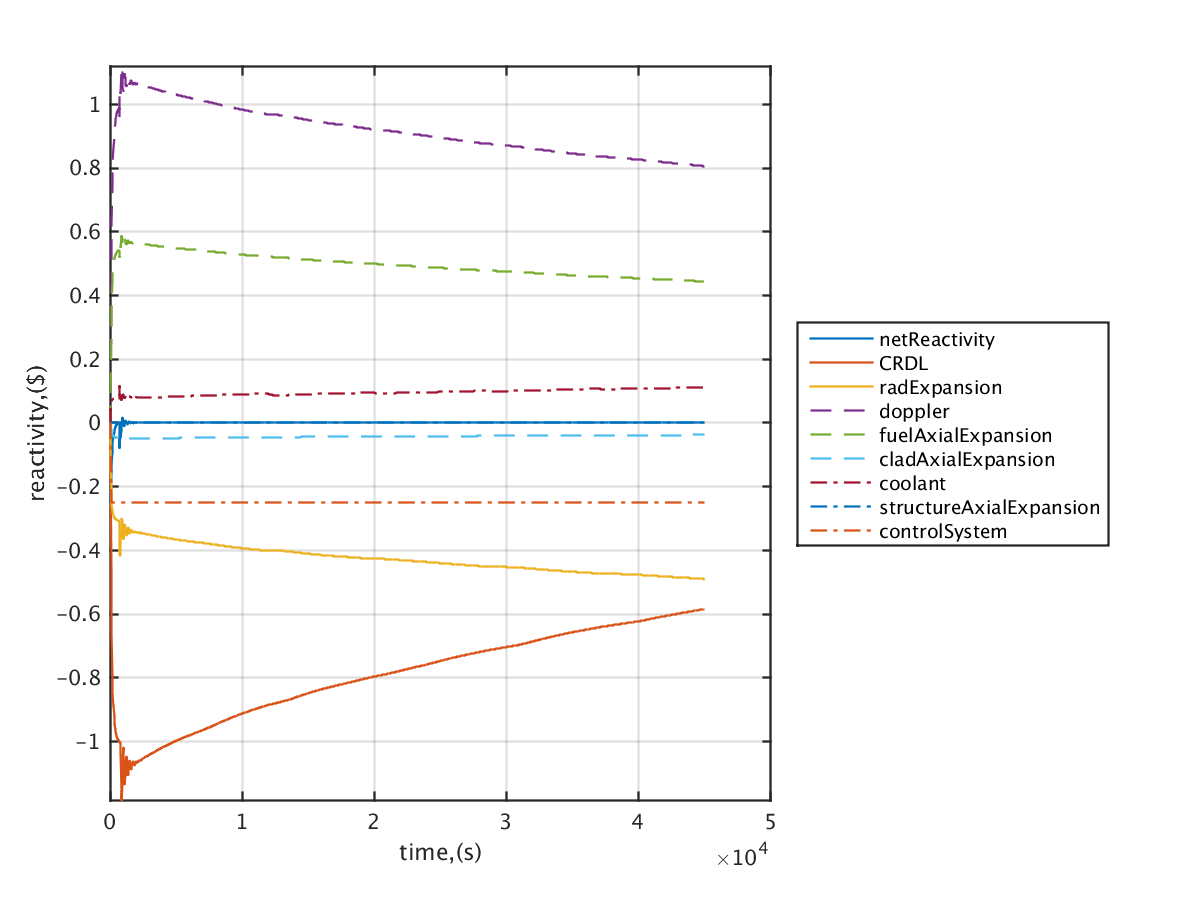 1
0.8
0.6
0.4
0.2
0
-0.2
-0.4
-0.6
-0.8
-1
reactivity,($)
0 1 2 3 4 5
time,(s)
×10^4
netReactivity
CRDL
radExpansion
doppler
fuelAxialExpansion
cladAxialExpansion
coolant
structureAxialExpansion
controlSystem